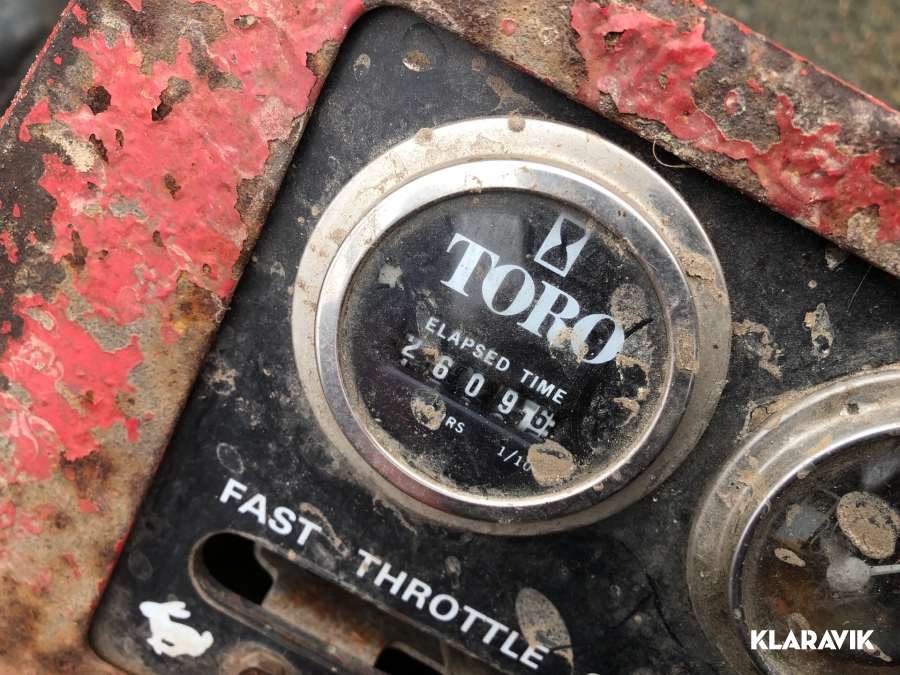 TORO
ELAPSED TIME
2609
1/10
FAST THROTTLE
KLARAVIK